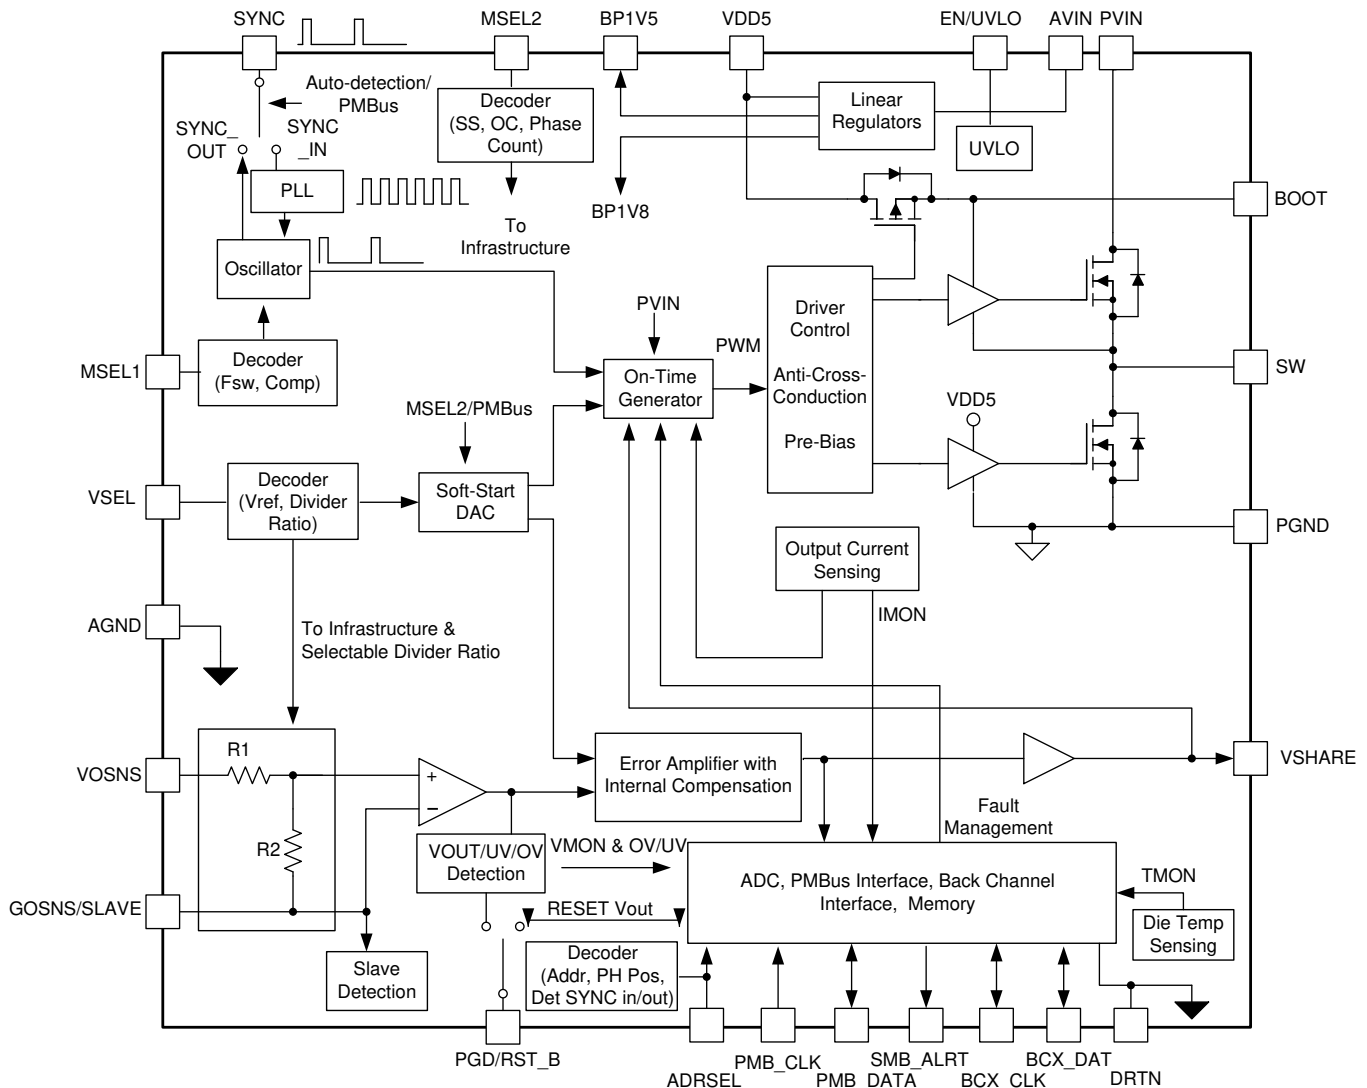 SYNC
MSEL2
BP1V5
VDD5
EN/UVLO
AVIN
PVIN
Auto-detection/
PMBus
SYNC_
OUT
SYNC
_IN
PLL
Decoder
(SS, OC, Phase
Count)
To
Infrastructure
BP1V8
Linear
Regulators
UVLO
BOOT
Oscillator
MSEL1
Decoder
(Fsw, Comp)
PVIN
On-Time
Generator
PWM
Driver
Control
Anti-Cross-
Conduction
Pre-Bias
VDD5
SW
MSEL2/PMBus
VSEL
Decoder
(Vref, Divider
Ratio)
Soft-Start
DAC
PGND
Output Current
Sensing
IMON
AGND
To Infrastructure &
Selectable Divider Ratio
VOSNS
R1
R2
+
−
Error Amplifier with
Internal Compensation
VSHARE
Fault
Management
VOUT/UV/OV
Detection
VMON & OV/UV
ADC, PMBus Interface, Back Channel
Interface, Memory
TMON
Die Temp
Sensing
GOSNS/SLAVE
RESET Vout
Slave
Detection
Decoder
(Addr, PH Pos,
Det SYNC in/out)
PGD/RST_B
ADRSEL
PMB_CLK
PMB_DATA
SMB_ALRT
BCX_CLK
BCX_DAT
DRTN